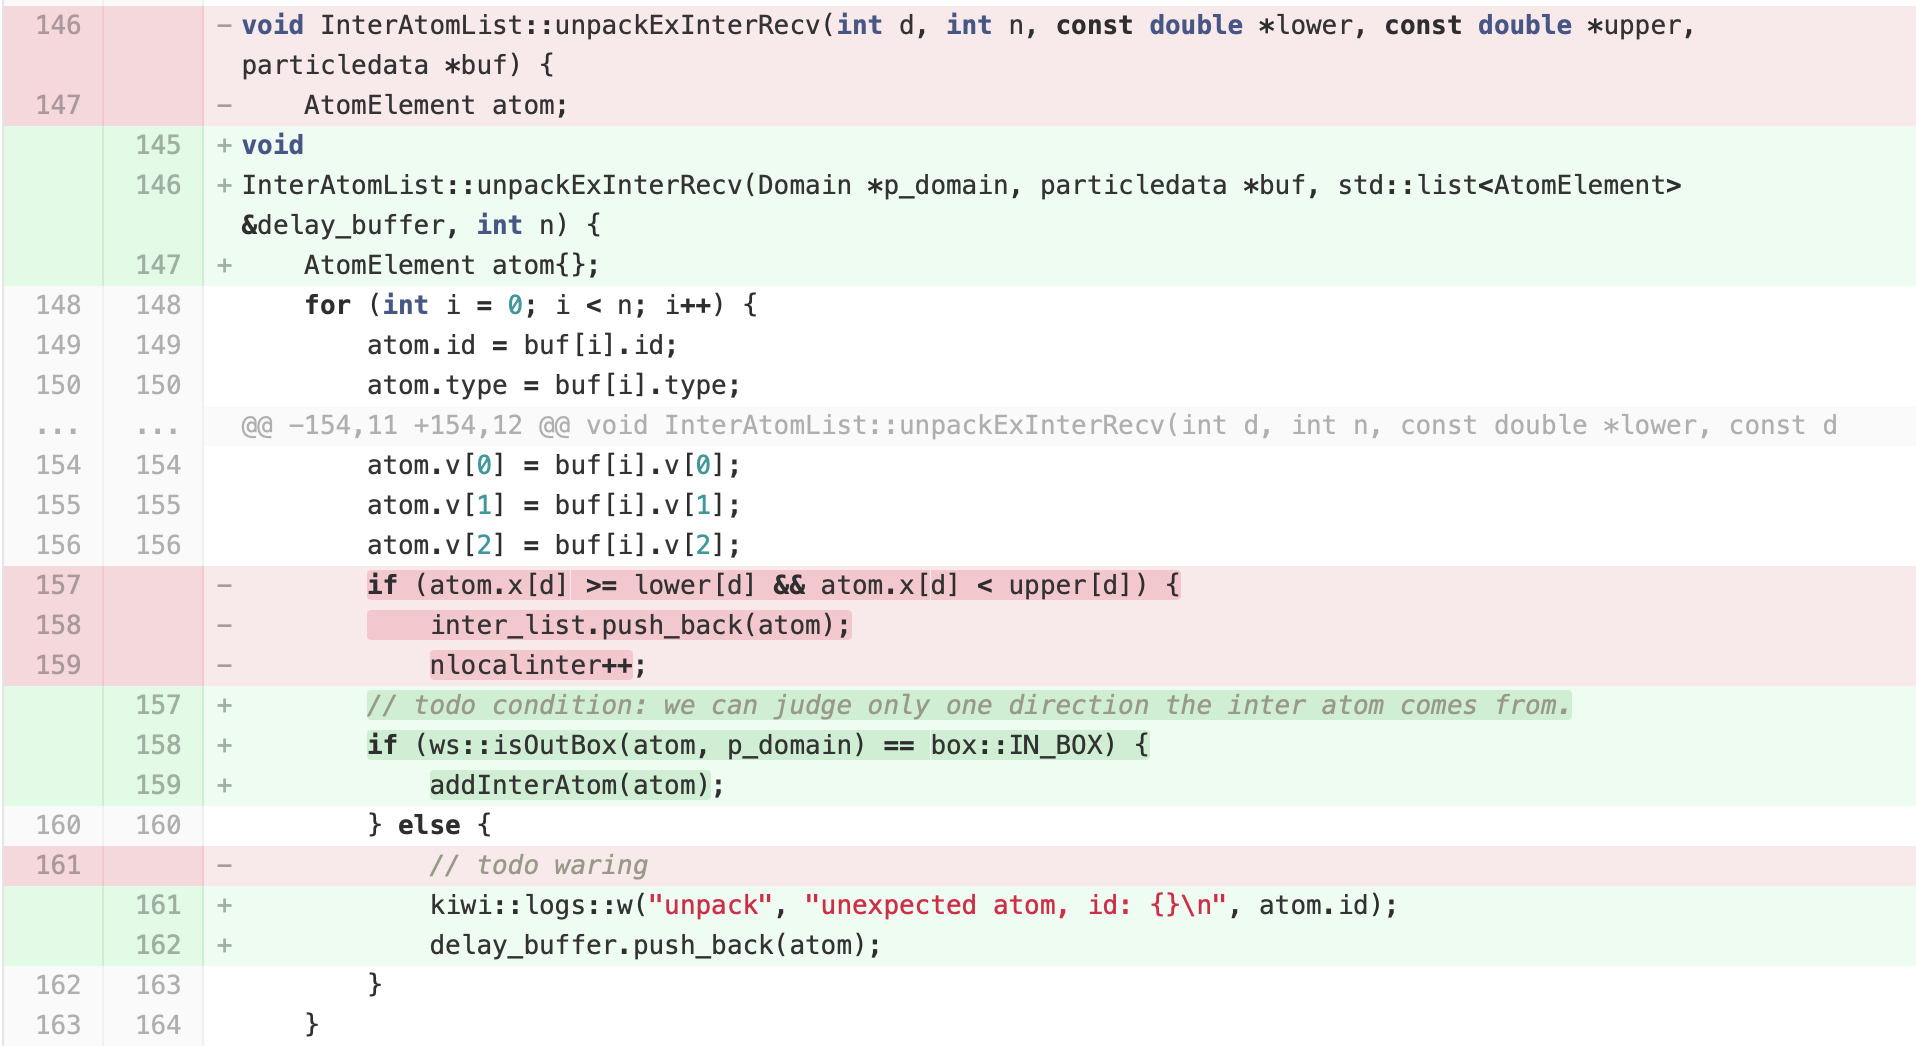 146 - void InterAtomList::unpackExInterRecv(int d, int n, const double *lower, const double *upper,
particledata *buf) {
147 - AtomElement atom;
145 + void
146 + InterAtomList::unpackExInterRecv(Domain *p_domain, particledata *buf, std::list<AtomElement>
&delay_buffer, int n) {
147 + AtomElement atom{};
148 148 for (int i = 0; i < n; i++) {
149 149 atom.id = buf[i].id;
150 150 atom.type = buf[i].type;
... ... @@ -154,11 +154,12 @@ void InterAtomList::unpackExInterRecv(int d, int n, const double *lower, const d
154 154 atom.v[0] = buf[i].v[0];
155 155 atom.v[1] = buf[i].v[1];
156 156 atom.v[2] = buf[i].v[2];
157 - if (atom.x[d] >= lower[d] && atom.x[d] < upper[d]) {
158 - inter_list.push_back(atom);
159 - nlocalinter++;
157 + // todo condition: we can judge only one direction the inter atom comes from.
158 + if (ws::isOutBox(atom, p_domain) == box::IN_BOX) {
159 + addInterAtom(atom);
160 160 } else {
161 - // todo waring
161 + kiwi::logs::w("unpack", "unexpected atom, id: {}\n", atom.id);
162 + delay_buffer.push_back(atom);
162 163 }
163 164 }